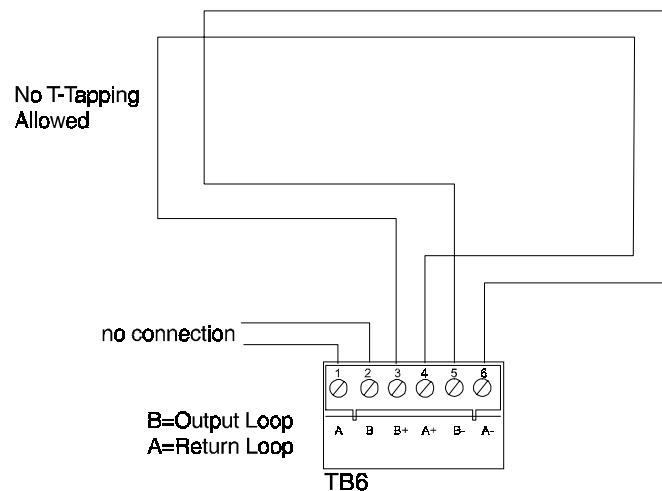 No T-Tapping
Allowed
no connection
1 2 3 4 5 6
B=Output Loop
A=Return Loop
A B B+ A+ B- A-
TB6